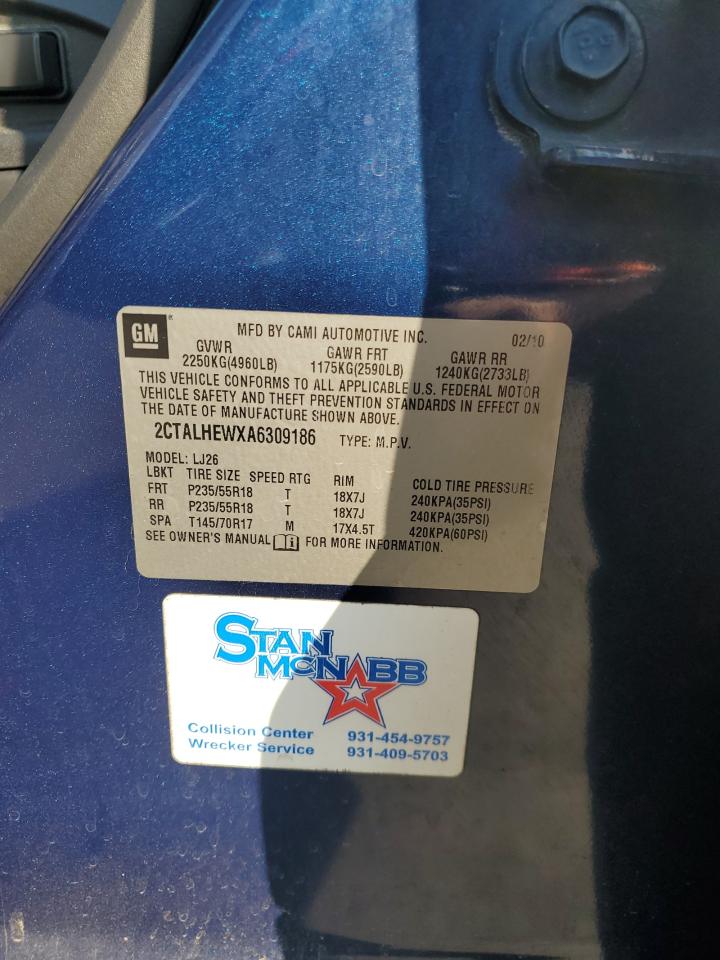 GM
MFD BY CAMI AUTOMOTIVE INC. 02/10
GVWR GAWR FRT GAWR RR
2250KG(4960LB) 1175KG(2590LB) 1240KG(2733LB)
THIS VEHICLE CONFORMS TO ALL APPLICABLE U.S. FEDERAL MOTOR
VEHICLE SAFETY AND THEFT PREVENTION STANDARDS IN EFFECT ON
THE DATE OF MANUFACTURE SHOWN ABOVE.
2CTALHEWXA6309186 TYPE: M.P.V.
MODEL: LJ26
LBKT TIRE SIZE SPEED RTG RIM COLD TIRE PRESSURE
FRT P235/55R18 T 18X7J 240KPA(35PSI)
RR P235/55R18 T 18X7J 240KPA(35PSI)
SPA T145/70R17 M 17X4.5T 420KPA(60PSI)
SEE OWNER'S MANUAL FOR MORE INFORMATION.
STAN
MCNABB
Collision Center 931-454-9757
Wrecker Service 931-409-5703